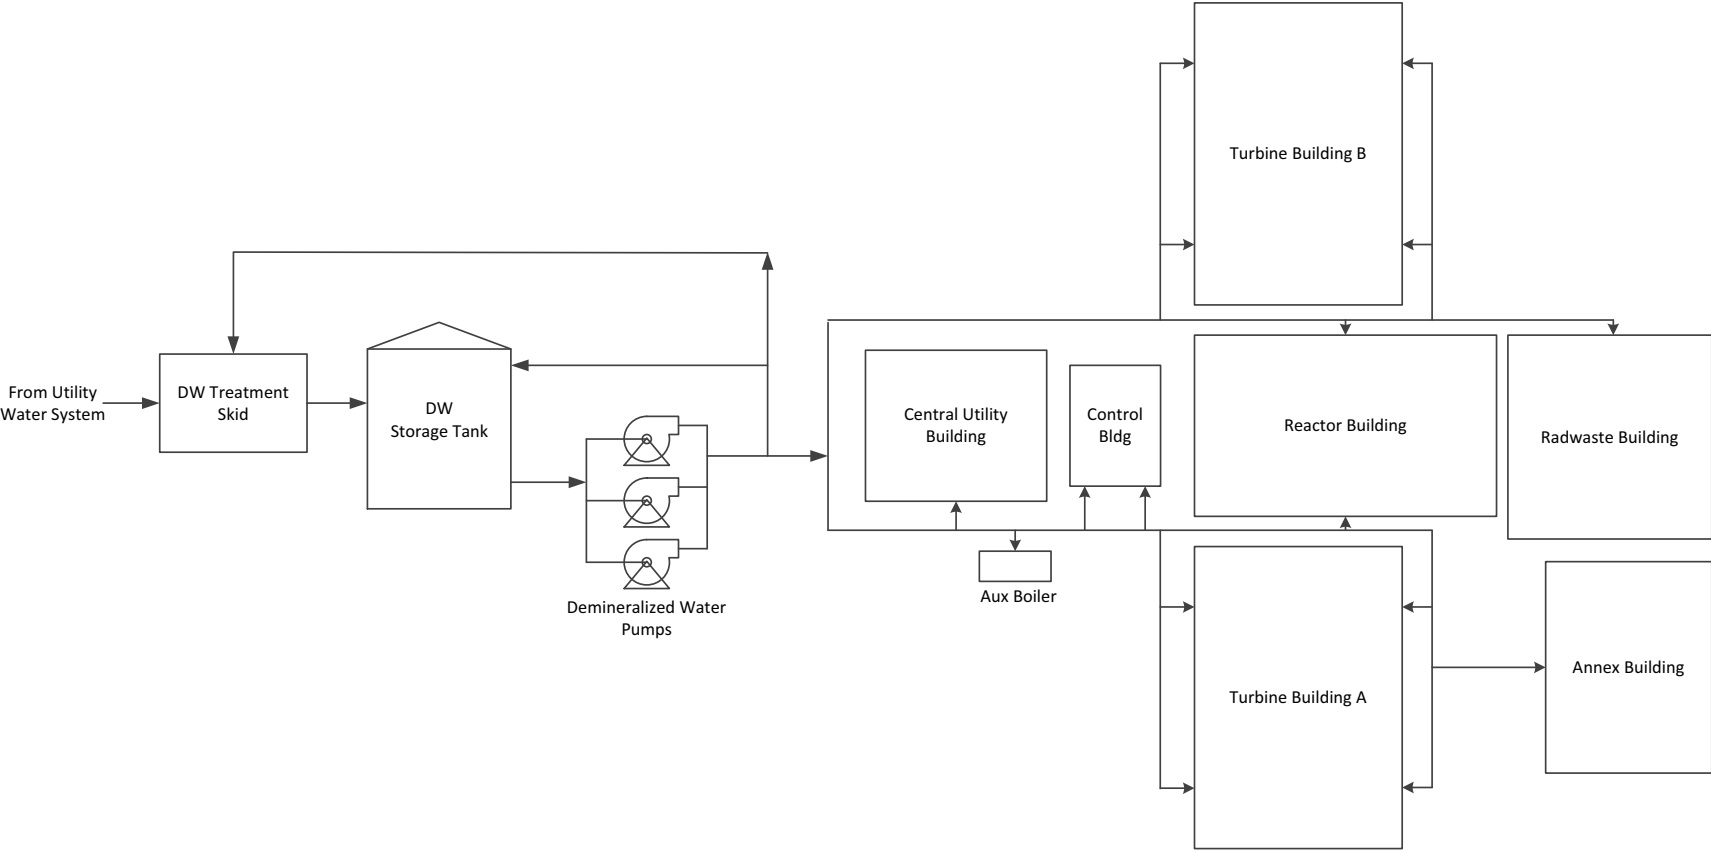 Turbine Building B
From Utility
Water System
DW Treatment
Skid
DW
Storage Tank
Demineralized Water
Pumps
Central Utility
Building
Control
Bldg
Reactor Building
Radwaste Building
Aux Boiler
Turbine Building A
Annex Building